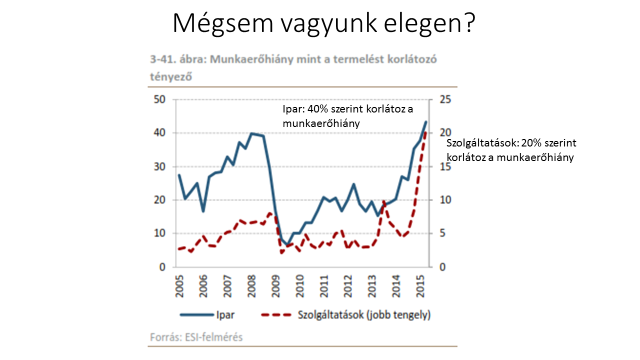 Mégsem vagyunk elegen?
3-41. ábra: Munkaerőhiány mint a termelést korlátozó
tényező
Ipar: 40% szerint korlátoz a
munkaerőhiány
Szolgáltatások: 20% szerint
korlátoz a munkaerőhiány
50
40
30
20
10
0
25
20
15
10
5
0
2005
2006
2007
2008
2009
2010
2011
2012
2013
2014
2015
Ipar
Szolgáltatások (jobb tengely)
Forrás: ESI-felmérés